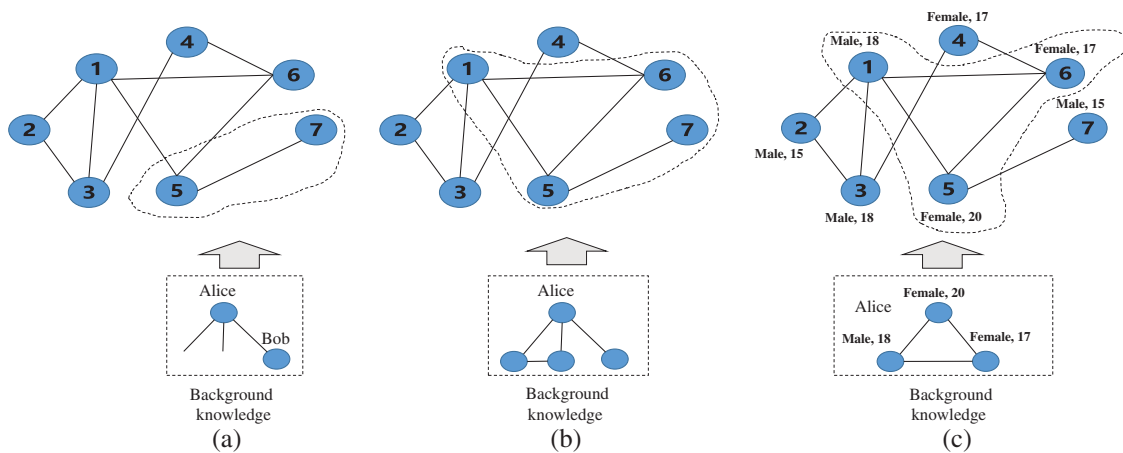 4
1
6
2
7
3
5
Alice
Bob
Background
knowledge
(a)
4
1
6
2
7
3
5
Alice
Background
knowledge
(b)
Female, 17
4
Male, 18
1
Female, 17
6
Male, 15
7
2
Male, 15
3
Male, 18
5
Female, 20
Female, 20
Alice
Male, 18
Female, 17
Background
knowledge
(c)